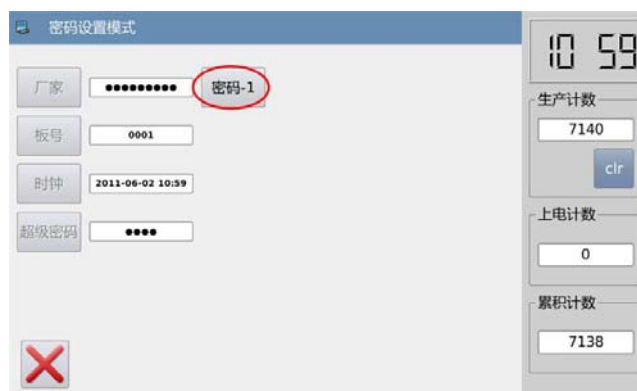 密码设置模式
10 59
厂家 ●●●●●●●●● 密码-1
生产计数
7140
板号 0001
clr
时钟 2011-06-02 10:59
上电计数
超级密码 ●●●●
0
累积计数
7138